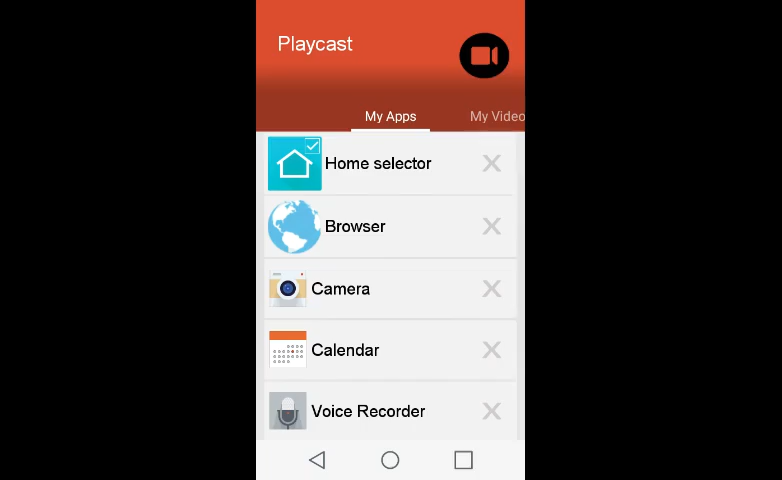 Playcast
My Apps
My Video
Home selector
Browser
Camera
Calendar
Voice Recorder